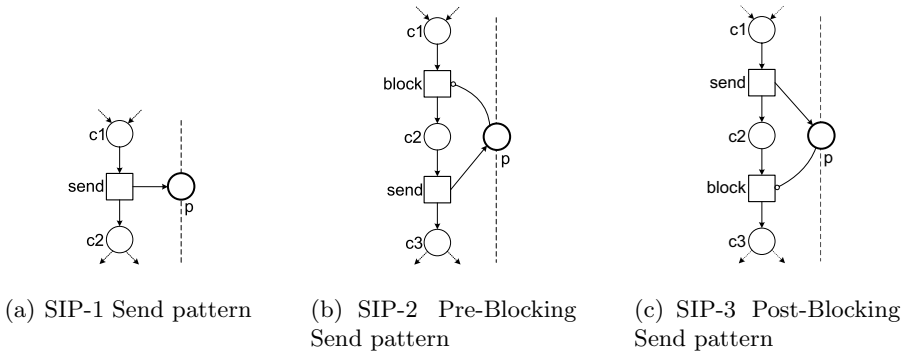 c1
send
p
c2
(a) SIP-1 Send pattern
c1
block
c2
p
send
c3
(b) SIP-2 Pre-Blocking
Send pattern
c1
send
c2
p
block
c3
(c) SIP-3 Post-Blocking
Send pattern